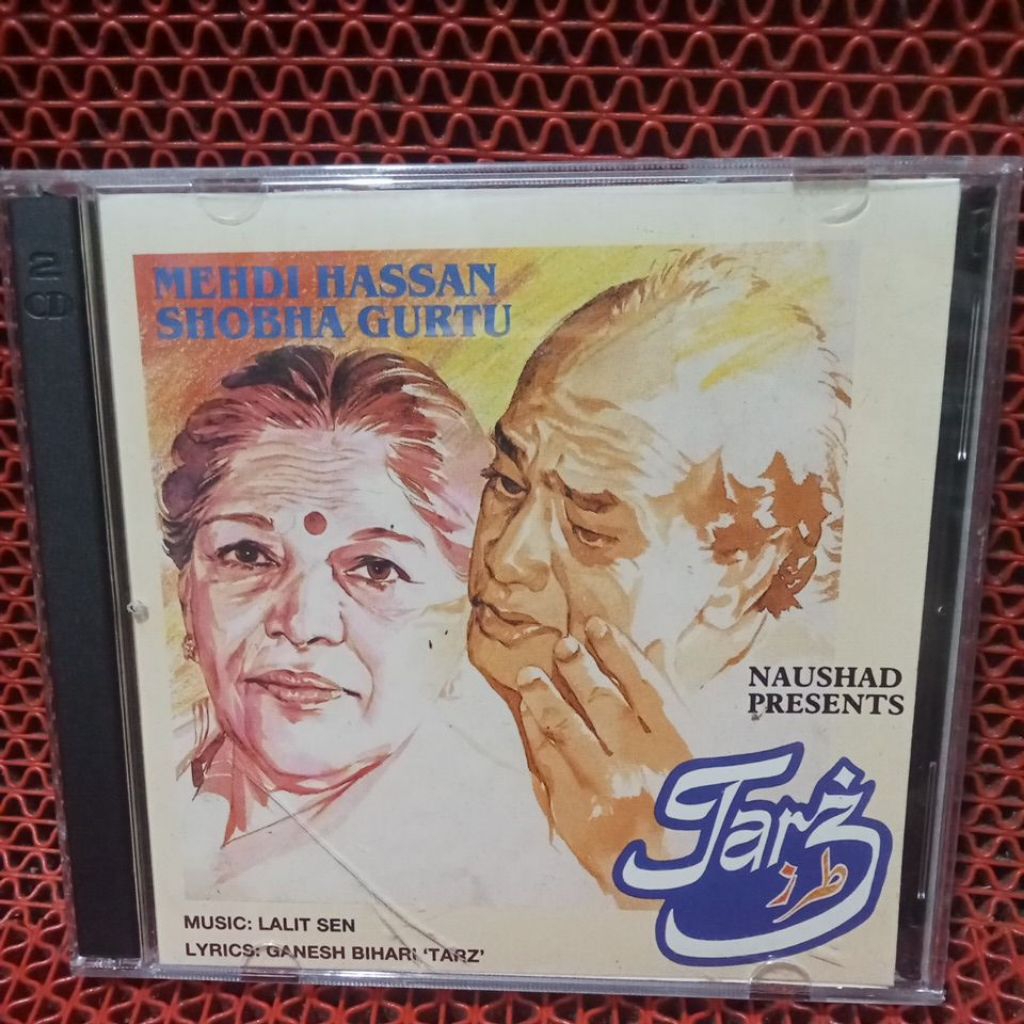 2
CD
MEHDI HASSAN
SHOBHA GURTU
NAUSHAD
PRESENTS
Tarz
طرز
MUSIC: LALIT SEN
LYRICS: GANESH BIHARI ‘TARZ’